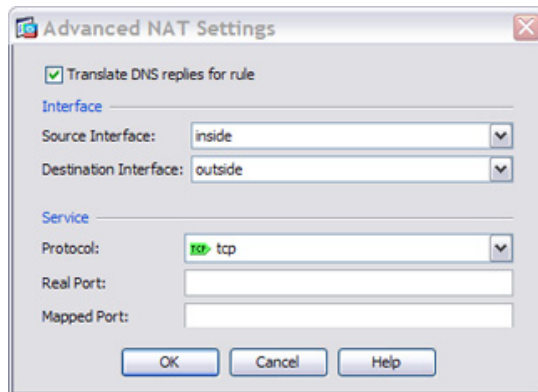 Advanced NAT Settings
Translate DNS replies for rule
Interface
Source Interface: inside
Destination Interface: outside
Service
Protocol: TCP tcp
Real Port:
Mapped Port:
OK Cancel Help